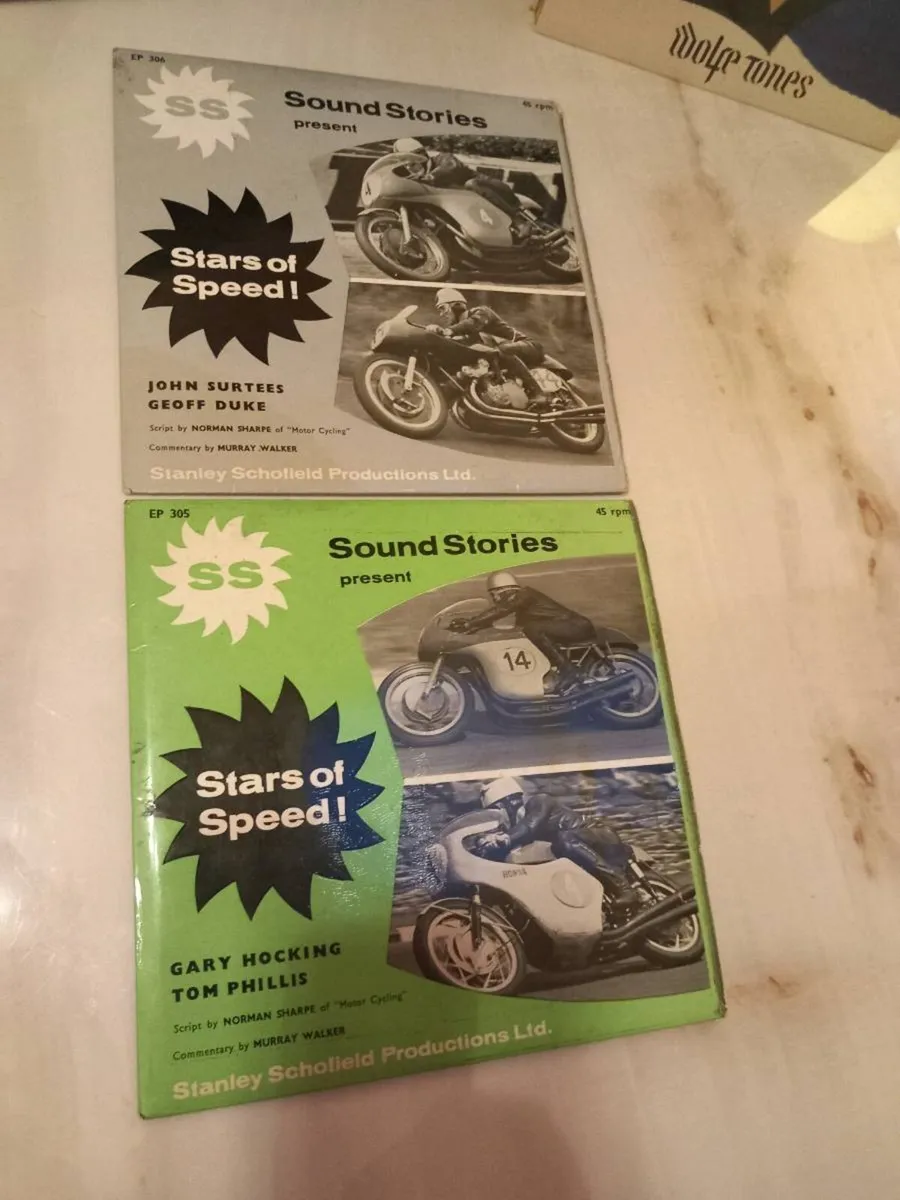 EP 306
45 rpm
SS
Sound Stories
present
4
4
Stars of
Speed!
JOHN SURTEES
GEOFF DUKE
Script by NORMAN SHARPE of "Motor Cycling"
Commentary by MURRAY WALKER
Stanley Schofield Productions Ltd.
EP 305
45 rpm
SS
Sound Stories
present
14
Stars of
Speed!
HONDA
GARY HOCKING
TOM PHILLIS
Script by NORMAN SHARPE of "Motor Cycling"
Commentary by MURRAY WALKER
Stanley Schofield Productions Ltd.
Wolfe tones